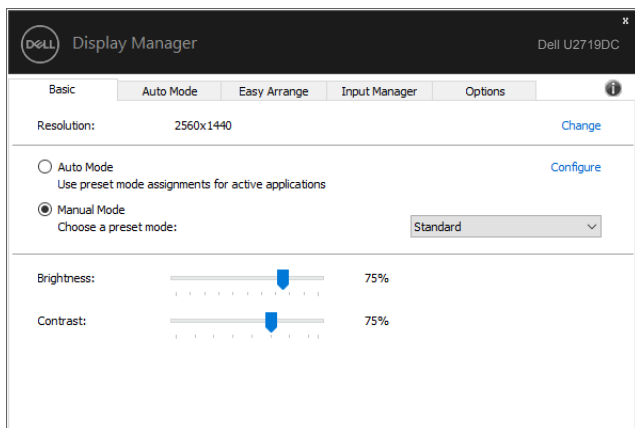 x
DELL Display Manager Dell U2719DC
Basic Auto Mode Easy Arrange Input Manager Options i
Resolution: 2560x1440 Change
Auto Mode Configure
Use preset mode assignments for active applications
Manual Mode
Choose a preset mode: Standard
Brightness: 75%
Contrast: 75%